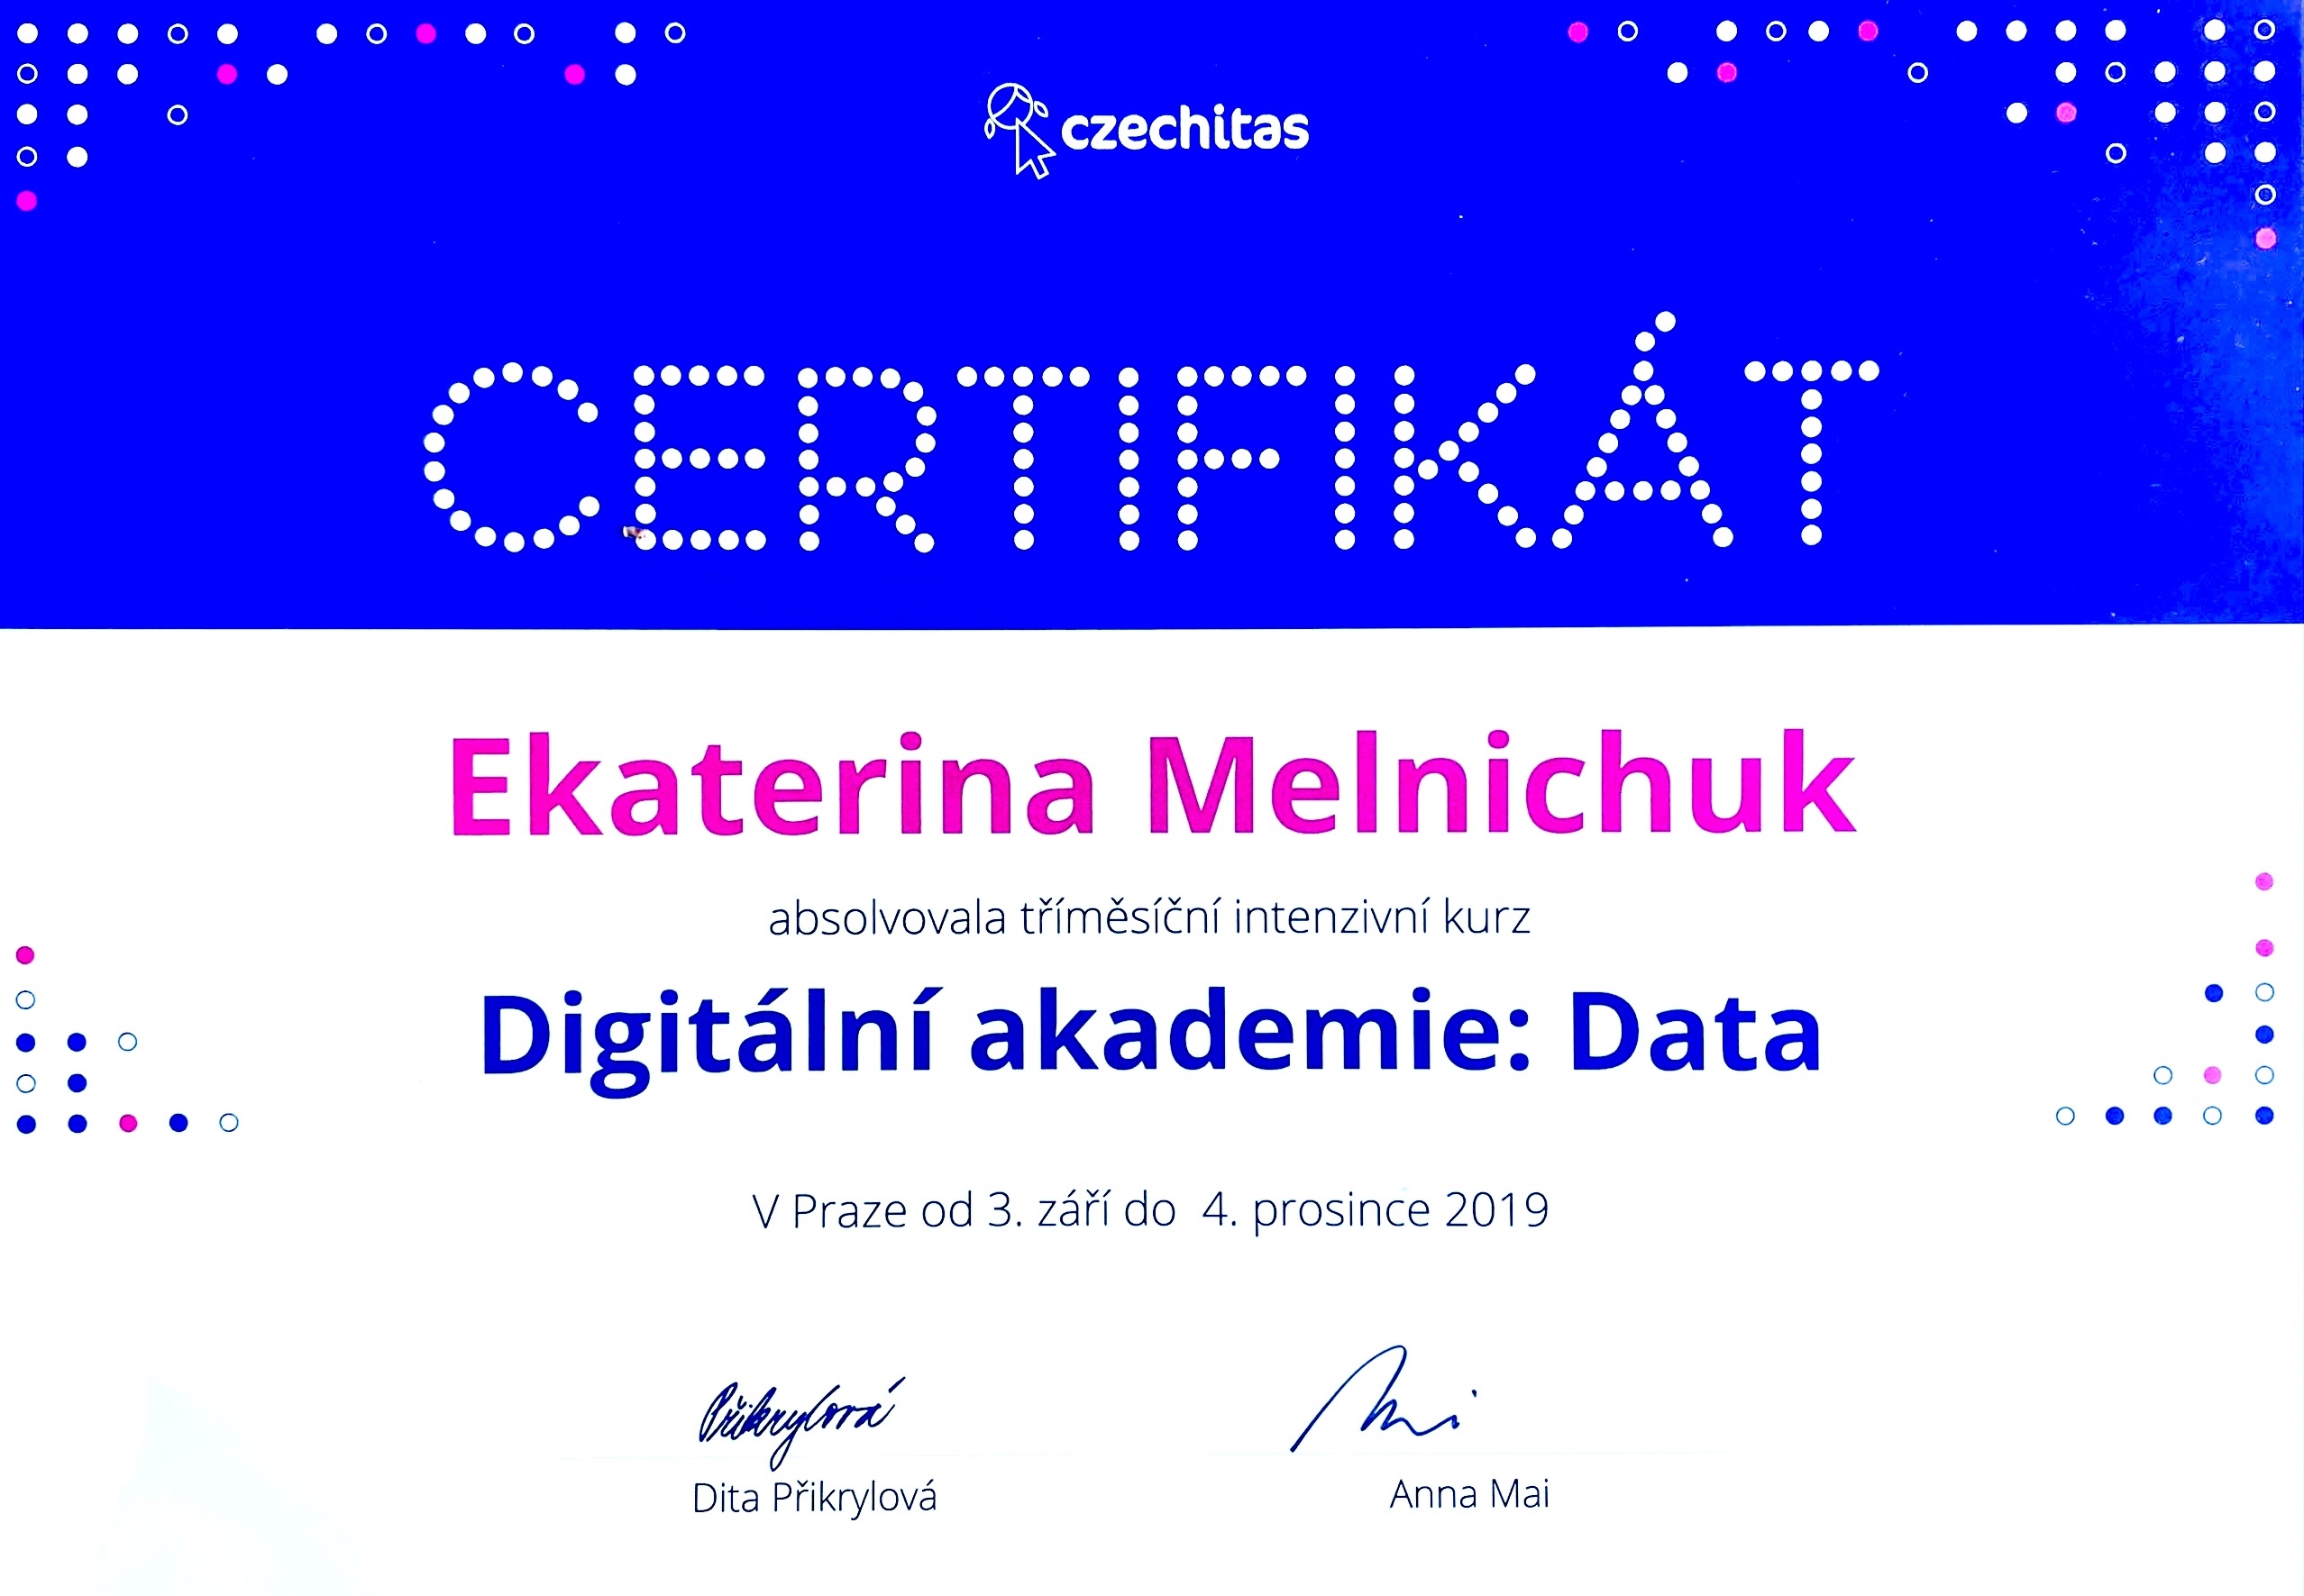 czechitas
CERTIFIKÁT
Ekaterina Melnichuk
absolvovala tříměsíční intenzivní kurz
Digitální akademie: Data
V Praze od 3. září do 4. prosince 2019
Přikrylová Mai
Dita Přikrylová Anna Mai